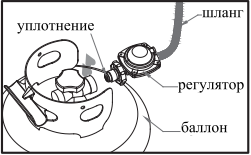 шланг
уплотнение
регулятор
баллон